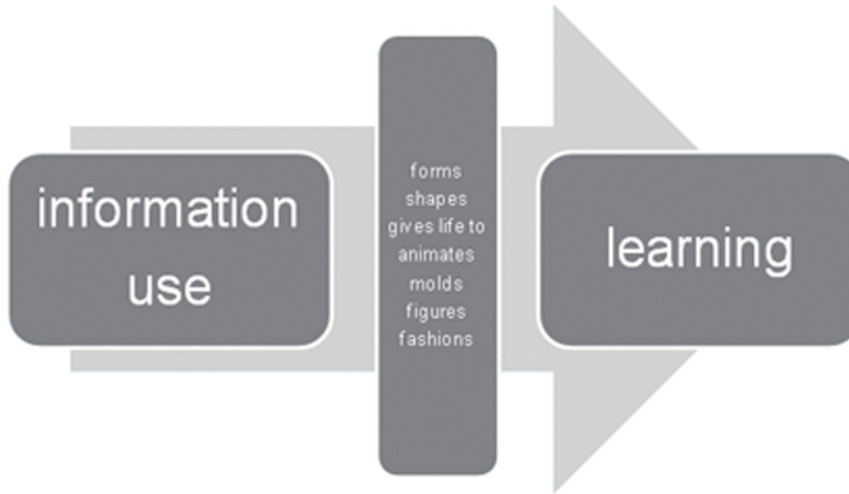 information
use
forms
shapes
gives life to
animates
molds
figures
fashions
learning